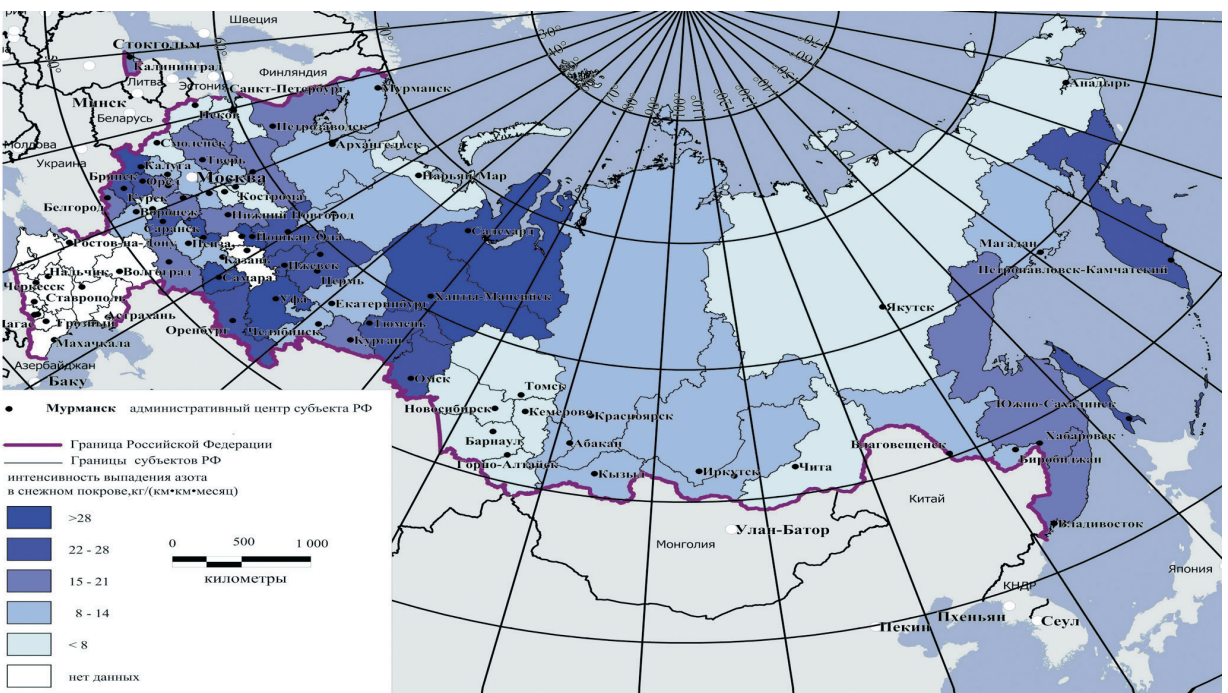 Швеция
Стокгольм
Калининград
Литва
Эстония
Финляндия
Санкт-Петербург
Мурманск
Минск
Беларусь
Псков
Петрозаводск
Молдова
Смоленск
Архангельск
Анадырь
Украина
Калуга
Тверь
Брянск
Орёл
Москва
Нарьян-Мар
Белгород
Курск
Кострома
Воронеж
Нижний Новгород
Саранск
Йошкар-Ола
Салехард
Магадан
Ростов-на-Дону
Пенза
Казань
Петропавловск-Камчатский
Нальчик
Волгоград
Самара
Ижевск
Пермь
Черкесск
Ставрополь
Уфа
Екатеринбург
Ханты-Мансийск
Якутск
Астрахань
Грозный
Оренбург
Челябинск
Тюмень
Махачкала
Курган
Азербайджан
Баку
Омск
Томск
Новосибирск
Кемерово
Красноярск
Южно-Сахалинск
Барнаул
Абакан
Благовещенск
Хабаровск
Биробиджан
Горно-Алтайск
Кызыл
Иркутск
Чита
Китай
Улан-Батор
Монголия
Владивосток
Япония
КНДР
Пекин
Пхеньян
Сеул
Мурманск административный центр субъекта РФ
Граница Российской Федерации
Границы субъектов РФ
интенсивность выпадения азота
в снежном покрове,кг/(км•км•месяц)
>28
22 - 28
15 - 21
8 - 14
< 8
нет данных
0 500 1 000
километры